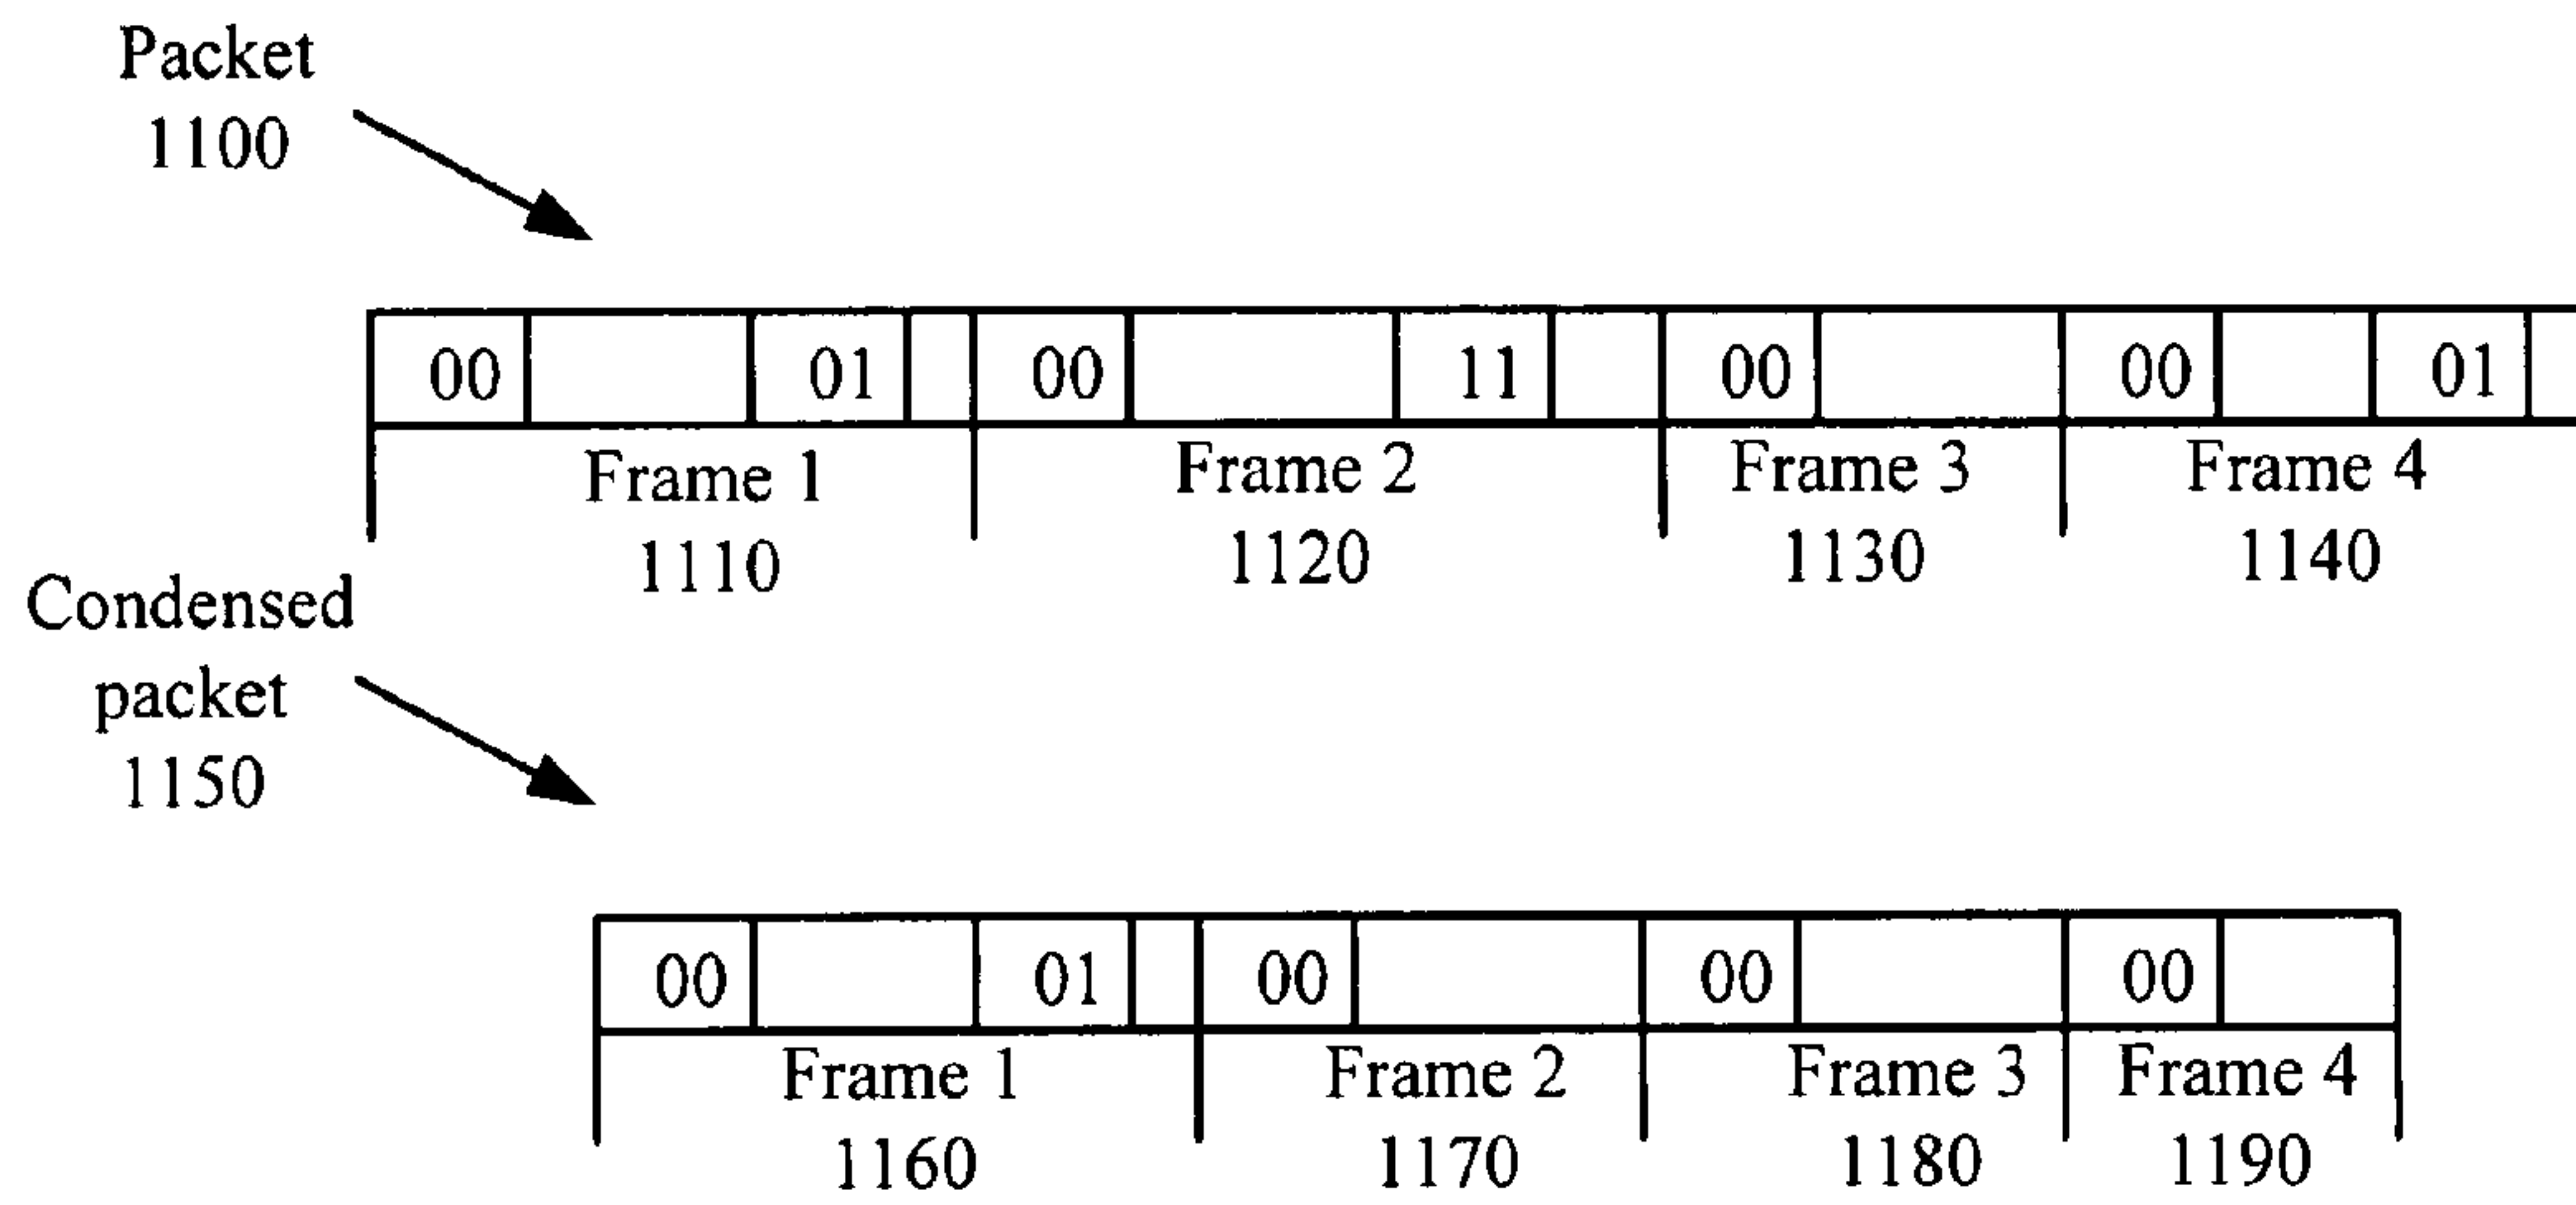 Packet
1100
00 01 00 11 00 00 01
Frame 1 Frame 2 Frame 3 Frame 4
1110 1120 1130 1140
Condensed
packet
1150
00 01 00 00 00
Frame 1 Frame 2 Frame 3 Frame 4
1160 1170 1180 1190